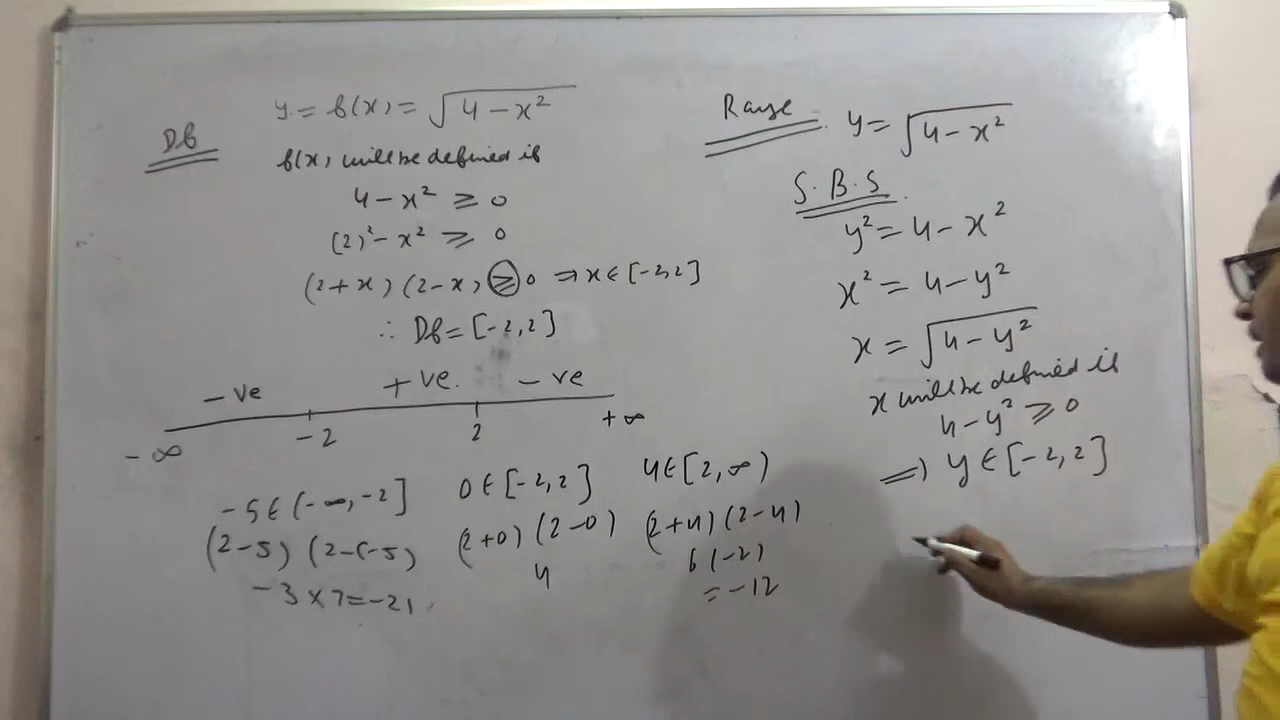 Df
y = f(x) = √4 - x²
f(x) will be defined if
4 - x² ≥ 0
(2)² - x² ≥ 0
(2+x) (2-x) ≥ 0 ⇒ x ∈ [-2,2]
∴ Df = [-2,2]
-ve +ve. -ve
-∞ -2 2 +∞
-5 ∈ (-∞,-2]
(2-5) (2-(-5)
-3 × 7 = -21
0 ∈ [-2,2]
(2+0) (2-0)
4
4 ∈ [2,∞)
(2+4) (2-4)
6 (-2)
= -12
Range y = √4 - x²
S.B.S.
y² = 4 - x²
x² = 4 - y²
x = √4 - y²
x will be defined if
4 - y² ≥ 0
⇒ y ∈ [-2,2]